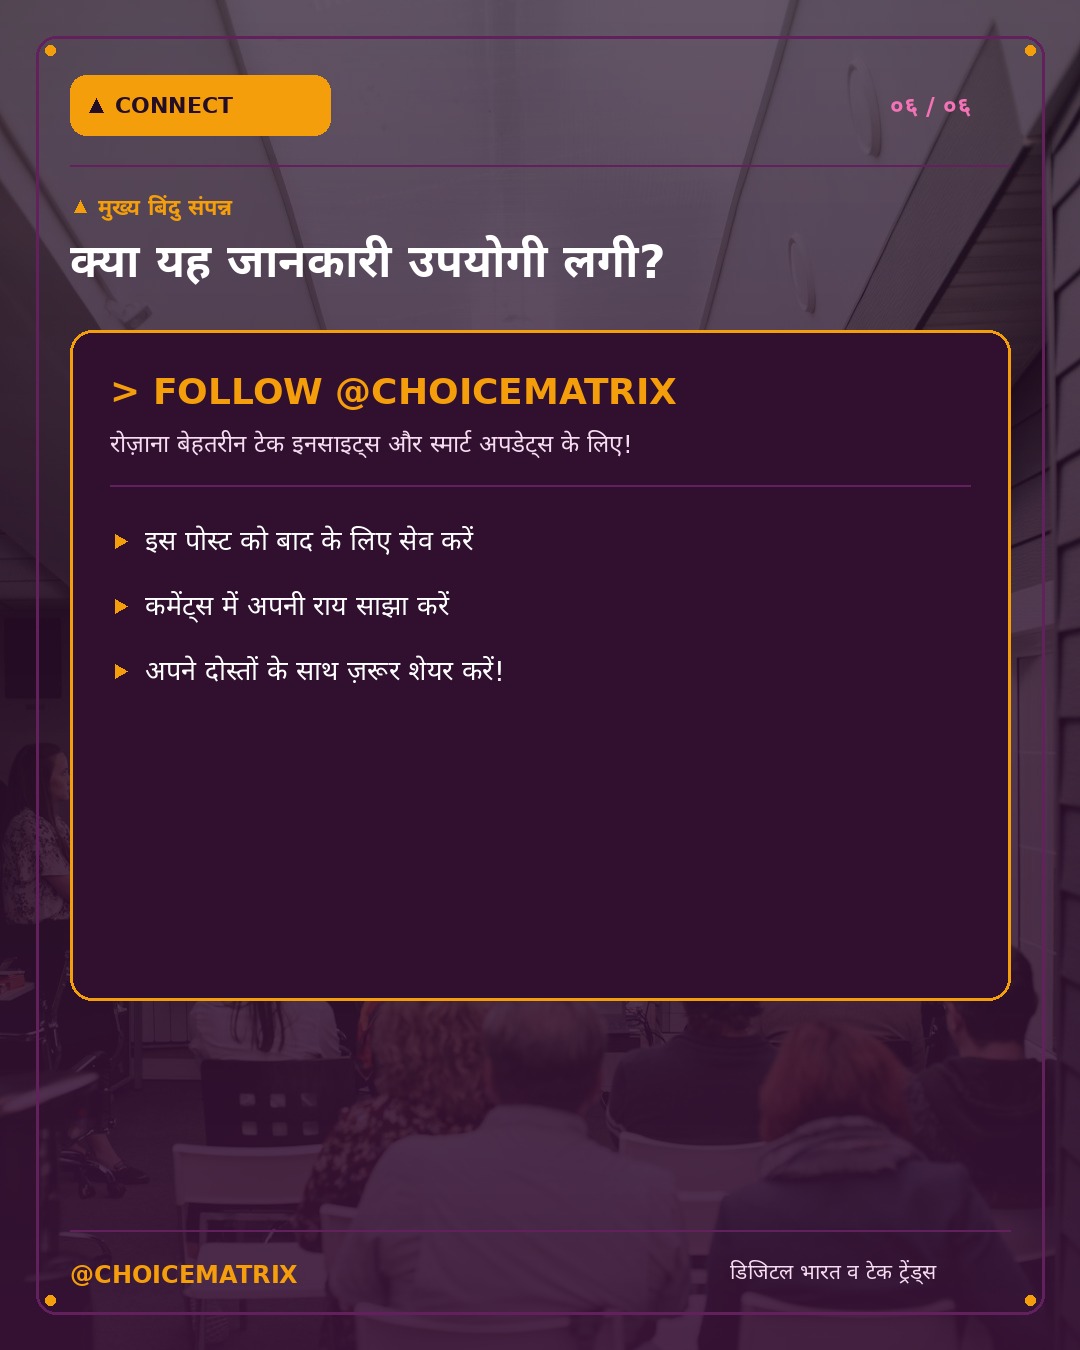 ▲ CONNECT
०६ / ०६
▲ मुख्य बिंदु संपन्न
क्या यह जानकारी उपयोगी लगी?
> FOLLOW @CHOICEMATRIX
रोज़ाना बेहतरीन टेक इनसाइट्स और स्मार्ट अपडेट्स के लिए!
► इस पोस्ट को बाद के लिए सेव करें
► कमेंट्स में अपनी राय साझा करें
► अपने दोस्तों के साथ ज़रूर शेयर करें!
@CHOICEMATRIX
डिजिटल भारत व टेक ट्रेंड्स